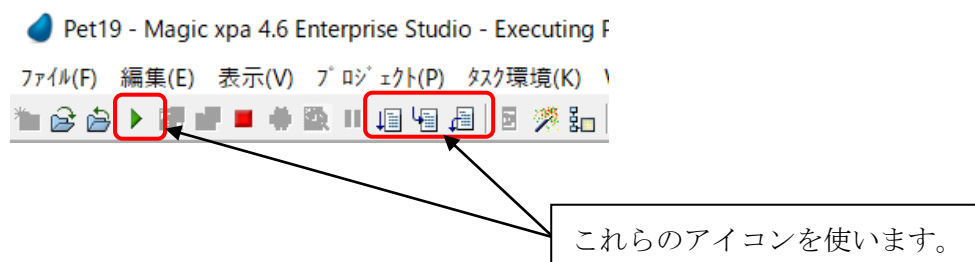 Pet19 - Magic xpa 4.6 Enterprise Studio - Executing
ﾌｧｲﾙ(F) 編集(E) 表示(V) ﾌﾟﾛｼﾞｪｸﾄ(P) ﾀｽｸ環境(K)
これらのアイコンを使います。